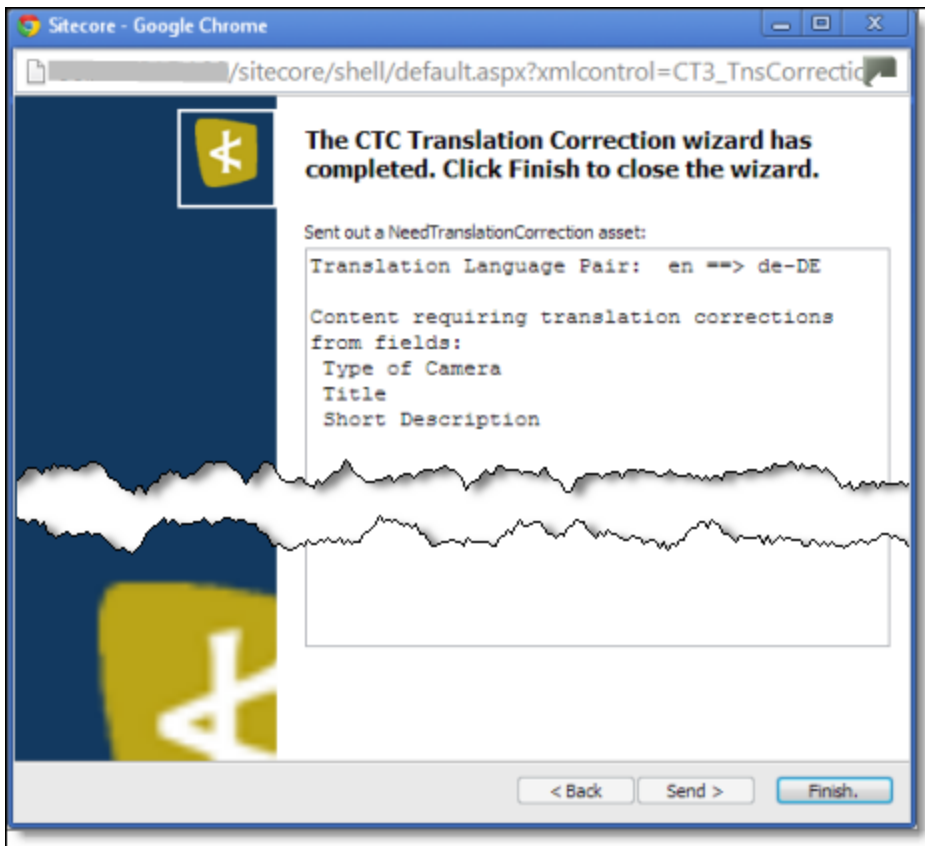 Sitecore - Google Chrome
/sitecore/shell/default.aspx?xmlcontrol=CT3_TnsCorrectio
The CTC Translation Correction wizard has
completed. Click Finish to close the wizard.
Sent out a NeedTranslationCorrection asset:
Translation Language Pair:  en ==> de-DE
Content requiring translation corrections
from fields:
Type of Camera
Title
Short Description
< Back
Send >
Finish.